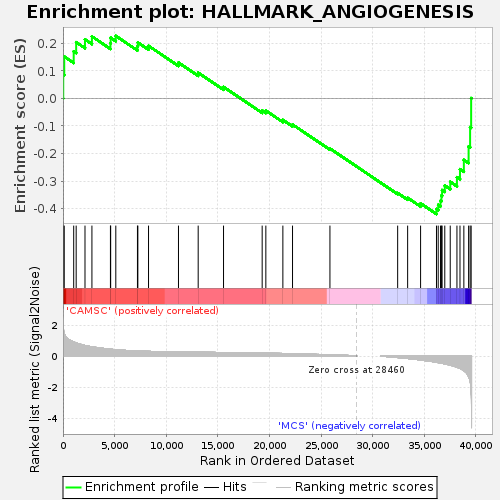 Enrichment plot: HALLMARK_ANGIOGENESIS
Enrichment score (ES)
0.2
0.1
0.0
-0.1
-0.2
-0.3
-0.4
'CAMSC' (positively correlated)
Ranked list metric (Signal2Noise)
2
0
-2
-4
Zero cross at 28460
'MCS' (negatively correlated)
0
5,000
10,000
15,000
20,000
25,000
30,000
35,000
40,000
Rank in Ordered Dataset
Enrichment profile
Hits
Ranking metric scores